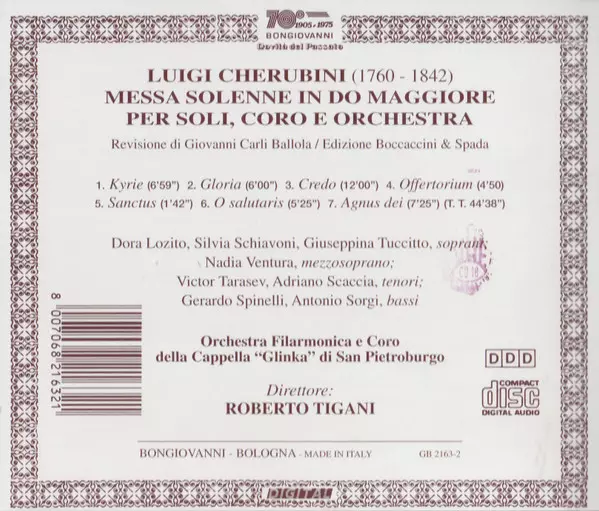 70° 1905-1975
BONGIOVANNI
Novità del Passato
LUIGI CHERUBINI (1760 - 1842)
MESSA SOLENNE IN DO MAGGIORE
PER SOLI, CORO E ORCHESTRA
Revisione di Giovanni Carli Ballola / Edizione Boccaccini & Spada
1. Kyrie (6'59") 2. Gloria (6'00") 3. Credo (12'00") 4. Offertorium (4'50)
5. Sanctus (1'42") 6. O salutaris (5'25") 7. Agnus dei (7'25") (T. T. 44'38")
Dora Lozito, Silvia Schiavoni, Giuseppina Tuccitto, soprani;
Nadia Ventura, mezzosoprano;
Victor Tarasev, Adriano Scaccia, tenori;
Gerardo Spinelli, Antonio Sorgi, bassi
Orchestra Filarmonica e Coro
della Cappella “Glinka” di San Pietroburgo
Direttore:
ROBERTO TIGANI
8 007068 216321
DDD
COMPACT
disc
DIGITAL AUDIO
BONGIOVANNI - BOLOGNA - MADE IN ITALY GB 2163-2
DIGITAL